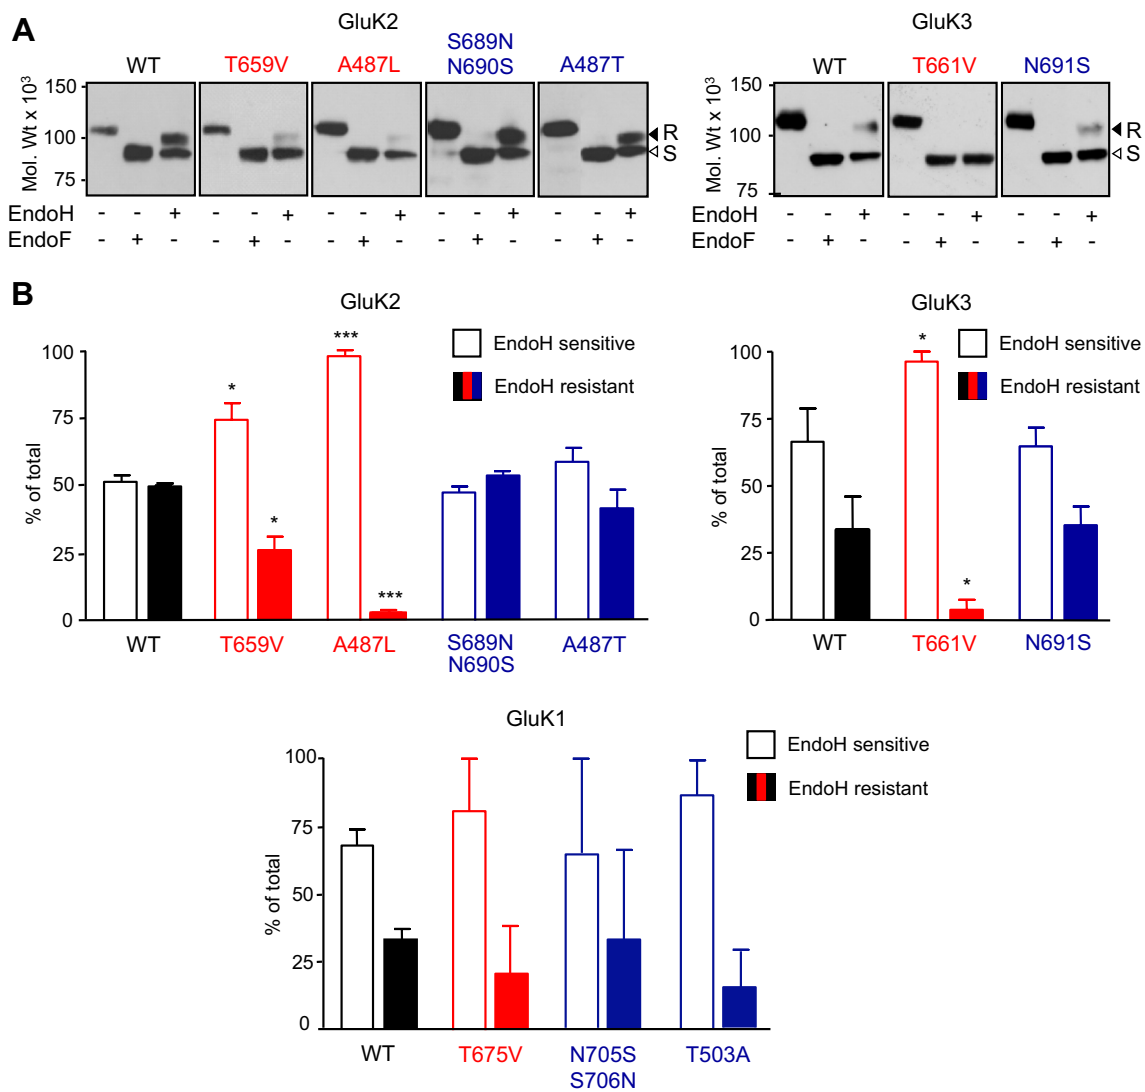 A
GluK2
GluK3
WT
T659V
A487L
S689N
N690S
A487T
WT
T661V
N691S
Mol. Wt x 10³
150
100
75
R
S
Mol. Wt x 10³
150
100
75
R
S
EndoH - - + - - + - - + - - + - - +
EndoF - + - - + - - + - - + - - + -
EndoH - - + - - + - - +
EndoF - + - - + - - + -
B
GluK2
EndoH sensitive
EndoH resistant
% of total
100
75
50
25
0
*
*
***
***
WT
T659V
A487L
S689N
N690S
A487T
GluK3
EndoH sensitive
EndoH resistant
% of total
100
75
50
25
0
*
*
WT
T661V
N691S
GluK1
EndoH sensitive
EndoH resistant
% of total
100
75
50
25
0
WT
T675V
N705S
S706N
T503A